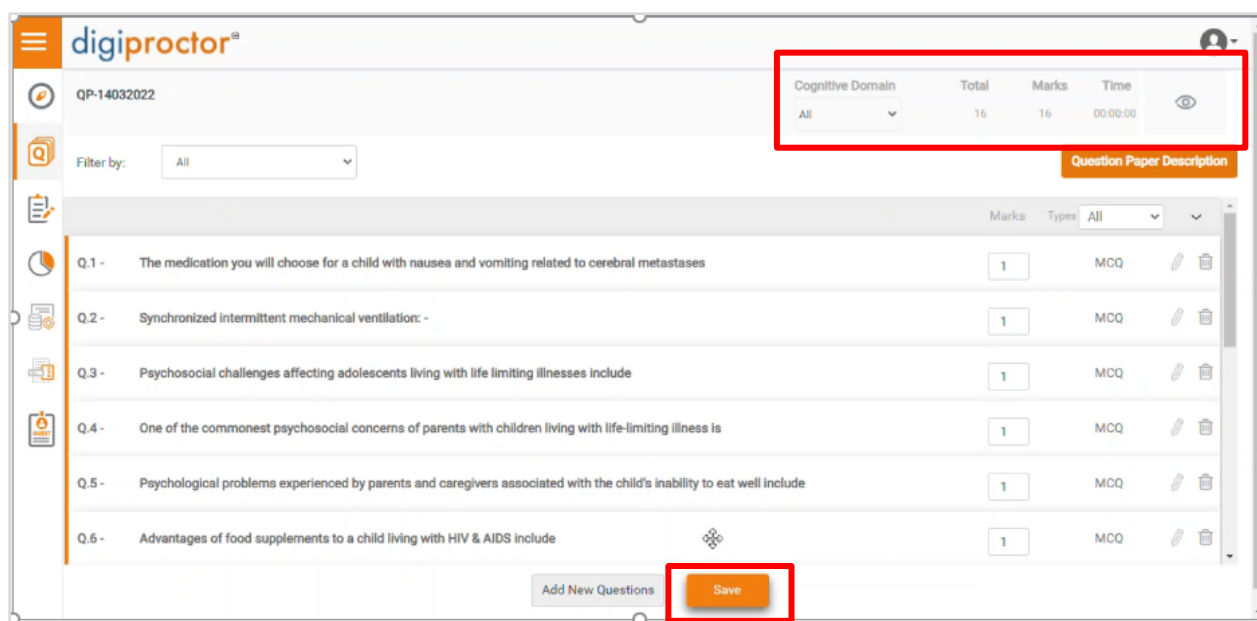 digiproctor®
QP-14032022
Cognitive Domain Total Marks Time
All 16 16 00:00:00
Filter by: All
Question Paper Description
Marks Types All
Q.1 - The medication you will choose for a child with nausea and vomiting related to cerebral metastases 1 MCQ
Q.2 - Synchronized intermittent mechanical ventilation: - 1 MCQ
Q.3 - Psychosocial challenges affecting adolescents living with life limiting illnesses include 1 MCQ
Q.4 - One of the commonest psychosocial concerns of parents with children living with life-limiting illness is 1 MCQ
Q.5 - Psychological problems experienced by parents and caregivers associated with the child's inability to eat well include 1 MCQ
Q.6 - Advantages of food supplements to a child living with HIV & AIDS include 1 MCQ
Add New Questions Save